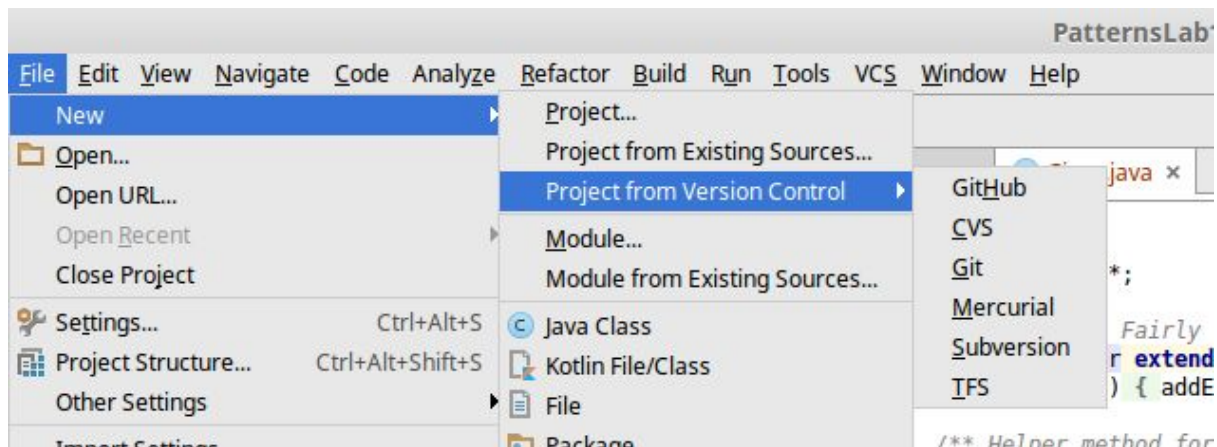 PatternsLab
File Edit View Navigate Code Analyze Refactor Build Run Tools VCS Window Help
New
Open...
Open URL...
Open Recent
Close Project
Settings... Ctrl+Alt+S
Project Structure... Ctrl+Alt+Shift+S
Other Settings
Import Settings
Project...
Project from Existing Sources...
Project from Version Control
Module...
Module from Existing Sources...
Java Class
Kotlin File/Class
File
Package
GitHub
CVS
Git
Mercurial
Subversion
TFS
java ×
*;
Fairly
r extend
) { addE
/** Helper method for